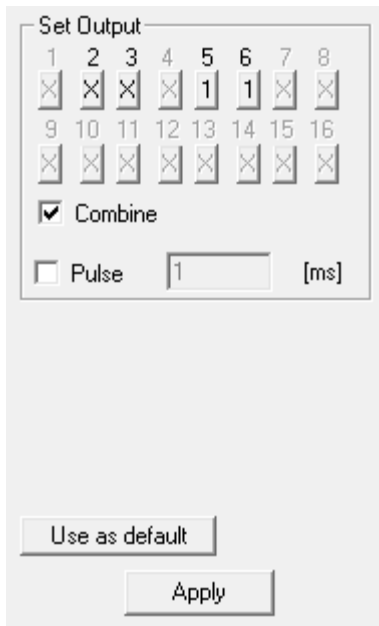 Set Output
1 2 3 4 5 6 7 8
X X X X 1 1 X X
9 10 11 12 13 14 15 16
X X X X X X X X
Combine
Pulse 1 [ms]
Use as default
Apply